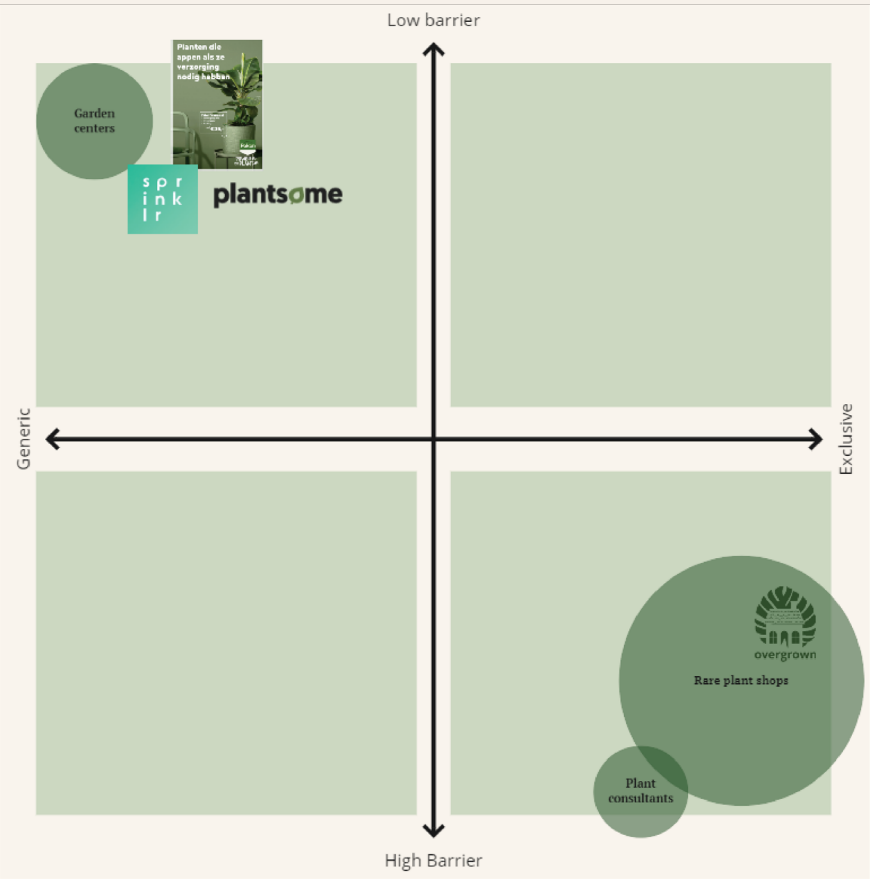 Low barrier
Planten die
appen als ze
verzorging
nodig hebben
Garden
centers
Pokon
spr
ink
lr
plantsome
Generic
Exclusive
overgrown
Rare plant shops
Plant
consultants
High Barrier